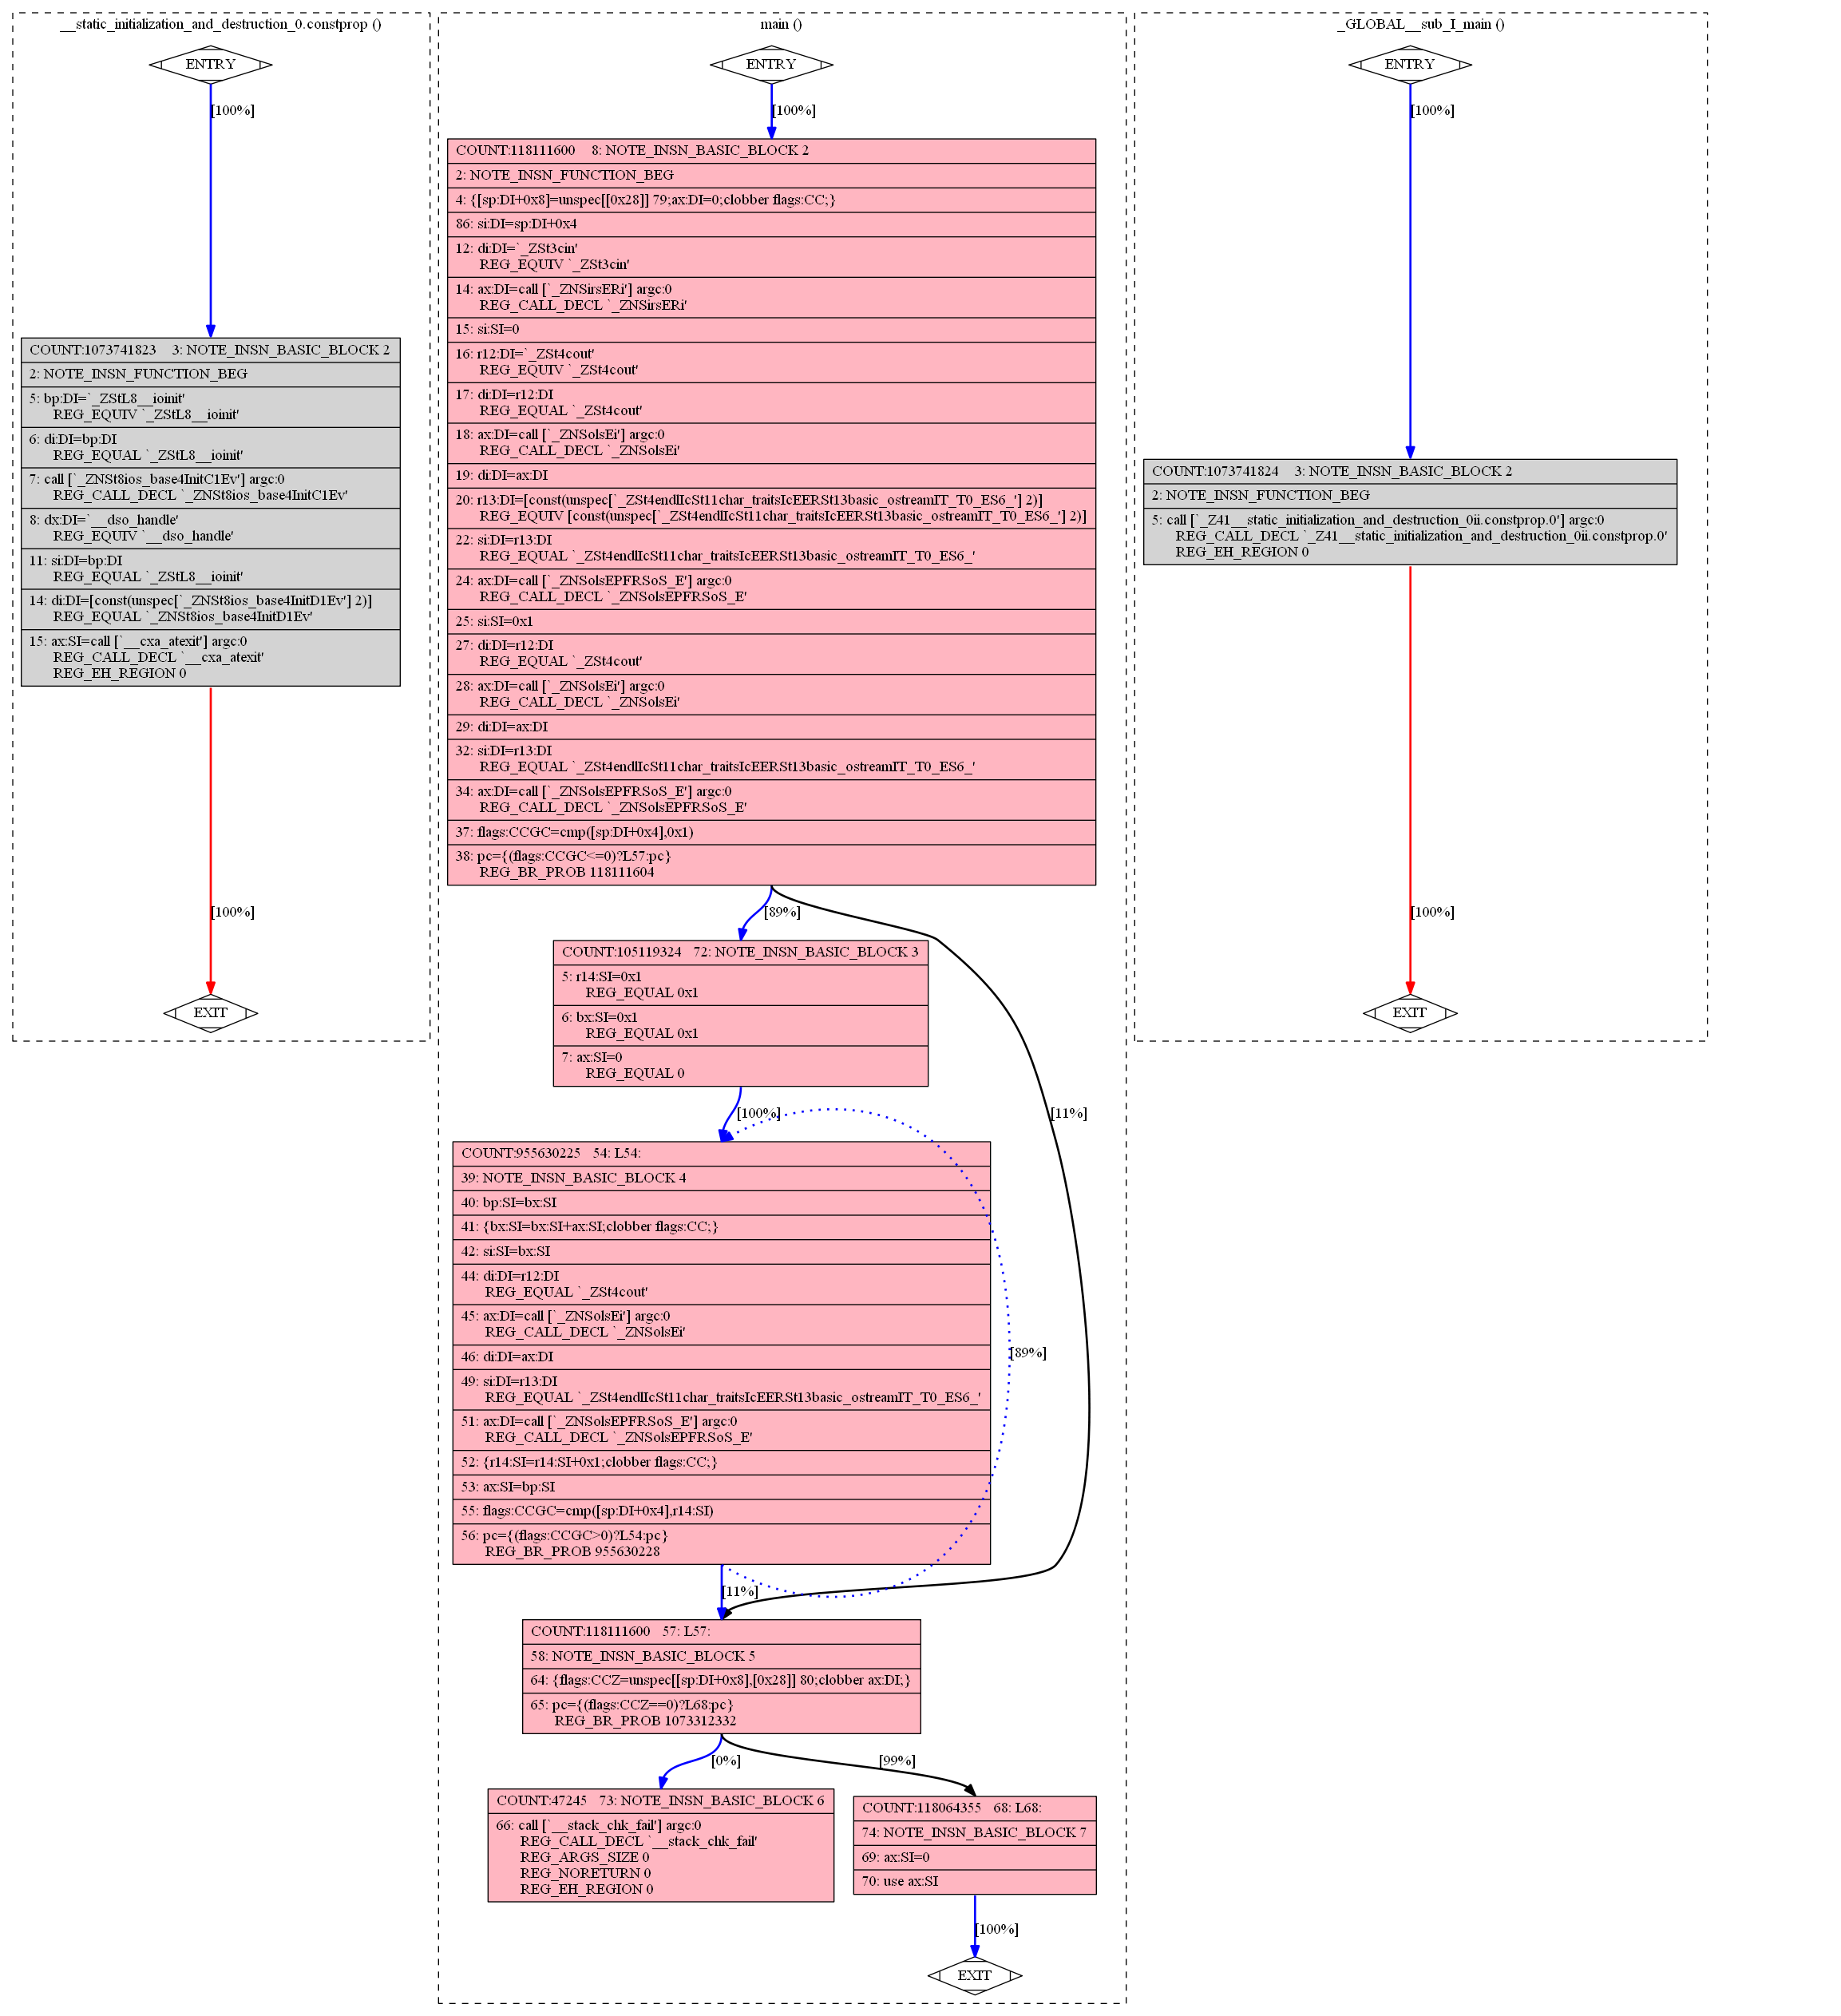 __static_initialization_and_destruction_0.constprop ()
ENTRY
[100%]
COUNT:1073741823    3: NOTE_INSN_BASIC_BLOCK 2
2: NOTE_INSN_FUNCTION_BEG
5: bp:DI=`_ZStL8__ioinit'
REG_EQUIV `_ZStL8__ioinit'
6: di:DI=bp:DI
REG_EQUAL `_ZStL8__ioinit'
7: call [`_ZNSt8ios_base4InitC1Ev'] argc:0
REG_CALL_DECL `_ZNSt8ios_base4InitC1Ev'
8: dx:DI=`__dso_handle'
REG_EQUIV `__dso_handle'
11: si:DI=bp:DI
REG_EQUAL `_ZStL8__ioinit'
14: di:DI=[const(unspec[`_ZNSt8ios_base4InitD1Ev'] 2)]
REG_EQUAL `_ZNSt8ios_base4InitD1Ev'
15: ax:SI=call [`__cxa_atexit'] argc:0
REG_CALL_DECL `__cxa_atexit'
REG_EH_REGION 0
[100%]
EXIT
main ()
ENTRY
[100%]
COUNT:118111600    8: NOTE_INSN_BASIC_BLOCK 2
2: NOTE_INSN_FUNCTION_BEG
4: {[sp:DI+0x8]=unspec[[0x28]] 79;ax:DI=0;clobber flags:CC;}
86: si:DI=sp:DI+0x4
12: di:DI=`_ZSt3cin'
REG_EQUIV `_ZSt3cin'
14: ax:DI=call [`_ZNSirsERi'] argc:0
REG_CALL_DECL `_ZNSirsERi'
15: si:SI=0
16: r12:DI=`_ZSt4cout'
REG_EQUIV `_ZSt4cout'
17: di:DI=r12:DI
REG_EQUAL `_ZSt4cout'
18: ax:DI=call [`_ZNSolsEi'] argc:0
REG_CALL_DECL `_ZNSolsEi'
19: di:DI=ax:DI
20: r13:DI=[const(unspec[`_ZSt4endlIcSt11char_traitsIcEERSt13basic_ostreamIT_T0_ES6_'] 2)]
REG_EQUIV [const(unspec[`_ZSt4endlIcSt11char_traitsIcEERSt13basic_ostreamIT_T0_ES6_'] 2)]
22: si:DI=r13:DI
REG_EQUAL `_ZSt4endlIcSt11char_traitsIcEERSt13basic_ostreamIT_T0_ES6_'
24: ax:DI=call [`_ZNSolsEPFRSoS_E'] argc:0
REG_CALL_DECL `_ZNSolsEPFRSoS_E'
25: si:SI=0x1
27: di:DI=r12:DI
REG_EQUAL `_ZSt4cout'
28: ax:DI=call [`_ZNSolsEi'] argc:0
REG_CALL_DECL `_ZNSolsEi'
29: di:DI=ax:DI
32: si:DI=r13:DI
REG_EQUAL `_ZSt4endlIcSt11char_traitsIcEERSt13basic_ostreamIT_T0_ES6_'
34: ax:DI=call [`_ZNSolsEPFRSoS_E'] argc:0
REG_CALL_DECL `_ZNSolsEPFRSoS_E'
37: flags:CCGC=cmp([sp:DI+0x4],0x1)
38: pc={(flags:CCGC<=0)?L57:pc}
REG_BR_PROB 118111604
[89%]
[11%]
COUNT:105119324   72: NOTE_INSN_BASIC_BLOCK 3
5: r14:SI=0x1
REG_EQUAL 0x1
6: bx:SI=0x1
REG_EQUAL 0x1
7: ax:SI=0
REG_EQUAL 0
[100%]
COUNT:955630225   54: L54:
39: NOTE_INSN_BASIC_BLOCK 4
40: bp:SI=bx:SI
41: {bx:SI=bx:SI+ax:SI;clobber flags:CC;}
42: si:SI=bx:SI
44: di:DI=r12:DI
REG_EQUAL `_ZSt4cout'
45: ax:DI=call [`_ZNSolsEi'] argc:0
REG_CALL_DECL `_ZNSolsEi'
46: di:DI=ax:DI
49: si:DI=r13:DI
REG_EQUAL `_ZSt4endlIcSt11char_traitsIcEERSt13basic_ostreamIT_T0_ES6_'
51: ax:DI=call [`_ZNSolsEPFRSoS_E'] argc:0
REG_CALL_DECL `_ZNSolsEPFRSoS_E'
52: {r14:SI=r14:SI+0x1;clobber flags:CC;}
53: ax:SI=bp:SI
55: flags:CCGC=cmp([sp:DI+0x4],r14:SI)
56: pc={(flags:CCGC>0)?L54:pc}
REG_BR_PROB 955630228
[89%]
[11%]
COUNT:118111600   57: L57:
58: NOTE_INSN_BASIC_BLOCK 5
64: {flags:CCZ=unspec[[sp:DI+0x8],[0x28]] 80;clobber ax:DI;}
65: pc={(flags:CCZ==0)?L68:pc}
REG_BR_PROB 1073312332
[0%]
[99%]
COUNT:47245   73: NOTE_INSN_BASIC_BLOCK 6
66: call [`__stack_chk_fail'] argc:0
REG_CALL_DECL `__stack_chk_fail'
REG_ARGS_SIZE 0
REG_NORETURN 0
REG_EH_REGION 0
COUNT:118064355   68: L68:
74: NOTE_INSN_BASIC_BLOCK 7
69: ax:SI=0
70: use ax:SI
[100%]
EXIT
_GLOBAL__sub_I_main ()
ENTRY
[100%]
COUNT:1073741824    3: NOTE_INSN_BASIC_BLOCK 2
2: NOTE_INSN_FUNCTION_BEG
5: call [`_Z41__static_initialization_and_destruction_0ii.constprop.0'] argc:0
REG_CALL_DECL `_Z41__static_initialization_and_destruction_0ii.constprop.0'
REG_EH_REGION 0
[100%]
EXIT